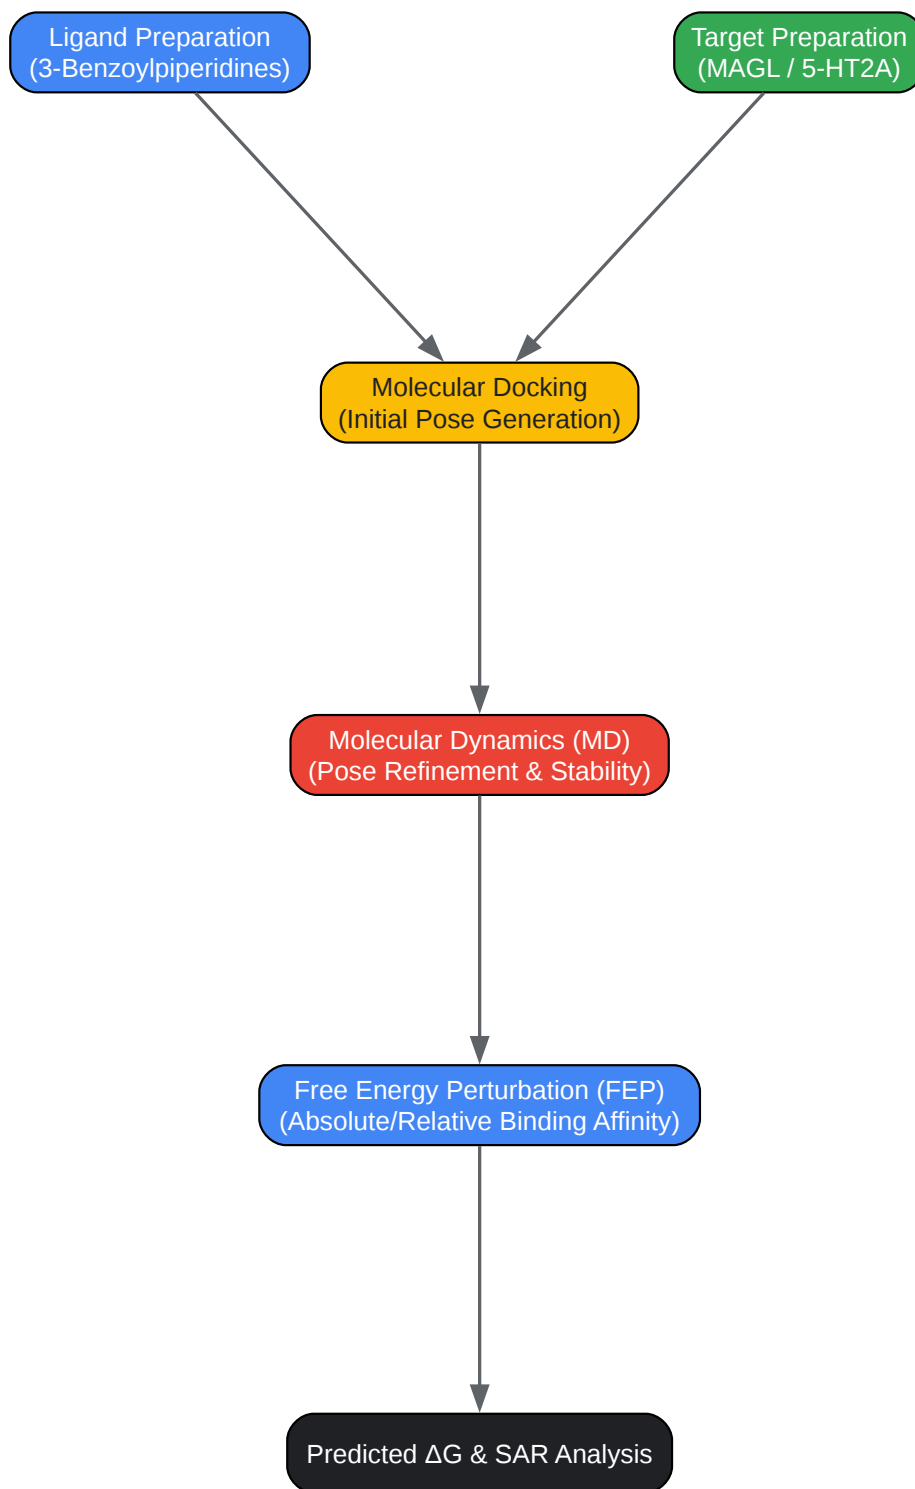 Ligand Preparation
(3-Benzoylpiperidines)
Target Preparation
(MAGL / 5-HT2A)
Molecular Docking
(Initial Pose Generation)
Molecular Dynamics (MD)
(Pose Refinement & Stability)
Free Energy Perturbation (FEP)
(Absolute/Relative Binding Affinity)
Predicted ΔG & SAR Analysis